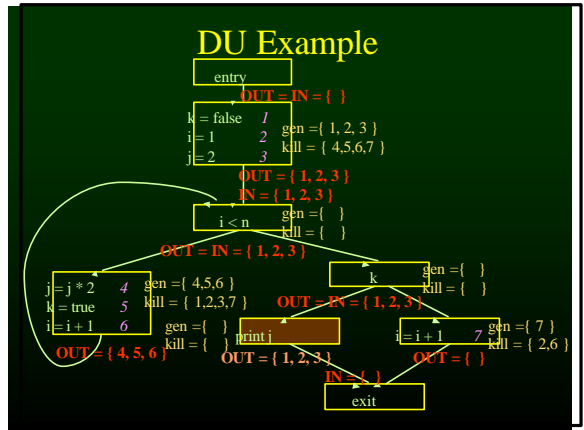 DU Example
entry
OUT = IN = { }
k = false 1
i = 1 2
j = 2 3
gen ={ 1, 2, 3 }
kill = { 4,5,6,7 }
OUT = { 1, 2, 3 }
IN = { 1, 2, 3 }
i < n
gen ={ }
kill = { }
OUT = IN = { 1, 2, 3 }
k
gen ={ }
kill = { }
j = j * 2 4
k = true 5
i = i + 1 6
gen ={ 4,5,6 }
kill = { 1,2,3,7 }
OUT = { 4, 5, 6 }
OUT = IN = { 1, 2, 3 }
gen ={ }
kill = { }
print j
OUT = { 1, 2, 3 }
i = i + 1 7
gen ={ 7 }
kill = { 2,6 }
OUT = { }
IN = { }
exit